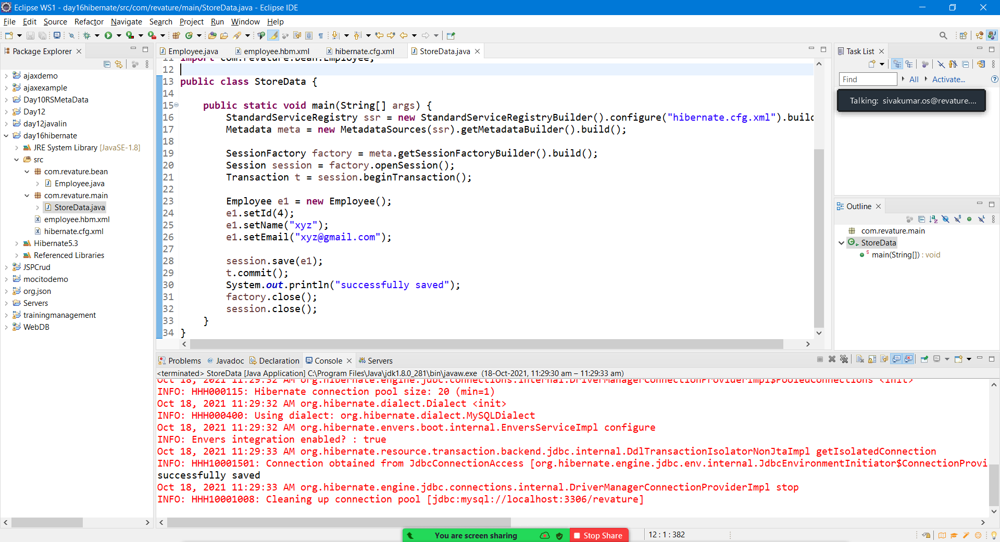 Eclipse WS1 - day16hibernate/src/com/revature/main/StoreData.java - Eclipse IDE
File Edit Source Refactor Navigate Search Project Run Window Help
Package Explorer
ajaxdemo
ajaxexample
Day10RSMetaData
Day12
day12javalin
day16hibernate
JRE System Library [JavaSE-1.8]
src
com.revature.bean
Employee.java
com.revature.main
StoreData.java
employee.hbm.xml
hibernate.cfg.xml
Hibernate5.3
Referenced Libraries
JSPCrud
mocitodemo
org.json
Servers
trainingmanagement
WebDB
Employee.java employee.hbm.xml hibernate.cfg.xml StoreData.java
11 import com.revature.bean.Employee;
12
13 public class StoreData {
14
15 public static void main(String[] args) {
16 StandardServiceRegistry ssr = new StandardServiceRegistryBuilder().configure("hibernate.cfg.xml").build
17 Metadata meta = new MetadataSources(ssr).getMetadataBuilder().build();
18
19 SessionFactory factory = meta.getSessionFactoryBuilder().build();
20 Session session = factory.openSession();
21 Transaction t = session.beginTransaction();
22
23 Employee e1 = new Employee();
24 e1.setId(4);
25 e1.setName("xyz");
26 e1.setEmail("xyz@gmail.com");
27
28 session.save(e1);
29 t.commit();
30 System.out.println("successfully saved");
31 factory.close();
32 session.close();
33 }
34 }
Task List
Find All Activate...
Talking: sivakumar.os@revature....
Outline
com.revature.main
StoreData
main(String[]) : void
Problems Javadoc Declaration Console Servers
<terminated> StoreData [Java Application] C:\Program Files\Java\jdk1.8.0_281\bin\javaw.exe (18-Oct-2021, 11:29:30 am – 11:29:33 am)
Oct 18, 2021 11:29:32 AM org.hibernate.engine.jdbc.connections.internal.DriverManagerConnectionProviderImpl$PooledConnections <init>
INFO: HHH000115: Hibernate connection pool size: 20 (min=1)
Oct 18, 2021 11:29:32 AM org.hibernate.dialect.Dialect <init>
INFO: HHH000400: Using dialect: org.hibernate.dialect.MySQLDialect
Oct 18, 2021 11:29:32 AM org.hibernate.envers.boot.internal.EnversServiceImpl configure
INFO: Envers integration enabled? : true
Oct 18, 2021 11:29:33 AM org.hibernate.resource.transaction.backend.jdbc.internal.DdlTransactionIsolatorNonJtaImpl getIsolatedConnection
INFO: HHH10001501: Connection obtained from JdbcConnectionAccess [org.hibernate.engine.jdbc.env.internal.JdbcEnvironmentInitiator$ConnectionProvi
successfully saved
Oct 18, 2021 11:29:33 AM org.hibernate.engine.jdbc.connections.internal.DriverManagerConnectionProviderImpl stop
INFO: HHH10001008: Cleaning up connection pool [jdbc:mysql://localhost:3306/revature]
You are screen sharing Stop Share
12 : 1 : 382